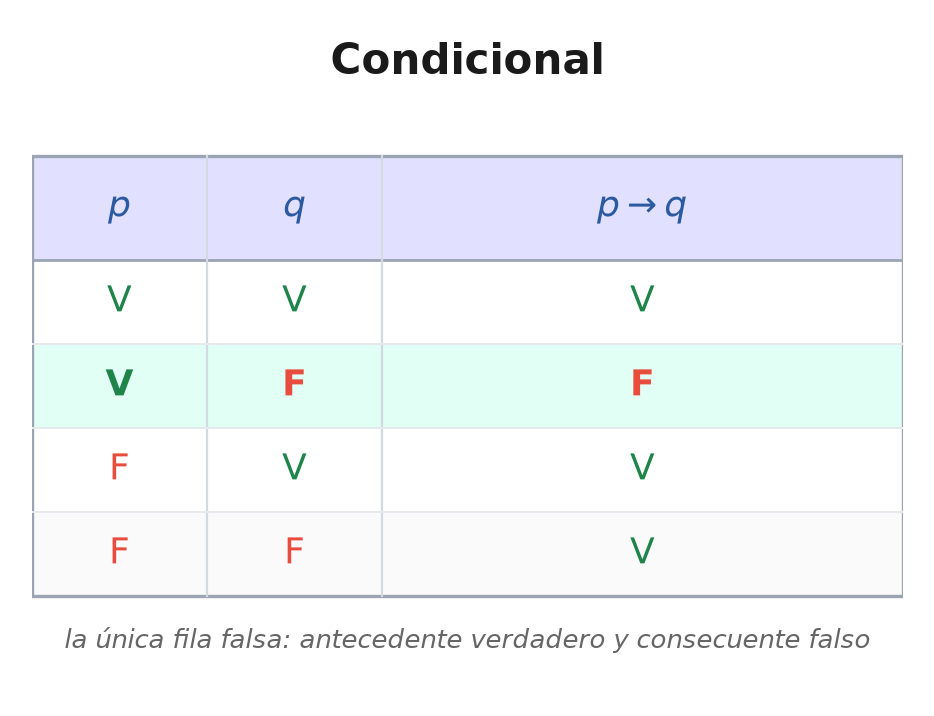 Condicional
p q p → q
V V V
V F F
F V V
F F V
la única fila falsa: antecedente verdadero y consecuente falso